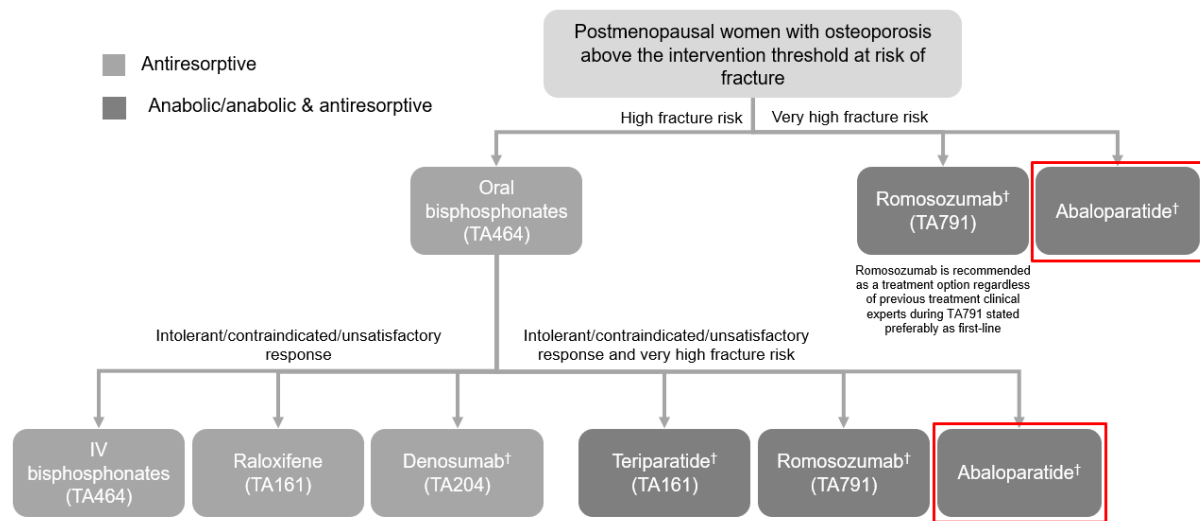 Postmenopausal women with osteoporosis
above the intervention threshold at risk of
fracture
Antiresorptive
Anabolic/anabolic & antiresorptive
High fracture risk
Very high fracture risk
Oral
bisphosphonates
(TA464)
Romosozumab†
(TA791)
Abaloparatide†
Romosozumab is recommended
as a treatment option regardless
of previous treatment clinical
experts during TA791 stated
preferably as first-line
Intolerant/contraindicated/unsatisfactory
response
Intolerant/contraindicated/unsatisfactory
response and very high fracture risk
IV
bisphosphonates
(TA464)
Raloxifene
(TA161)
Denosumab†
(TA204)
Teriparatide†
(TA161)
Romosozumab†
(TA791)
Abaloparatide†